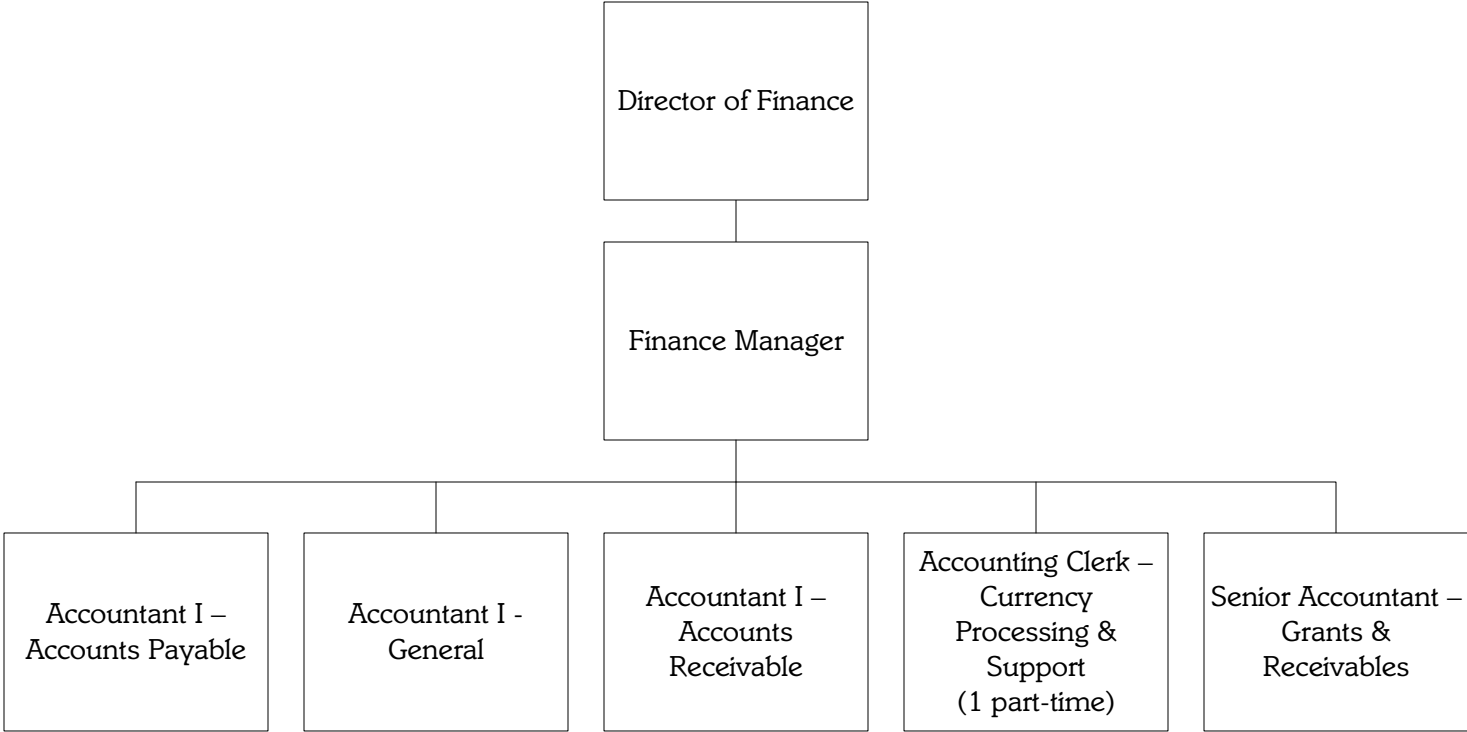 Director of Finance
Finance Manager
Accountant I –
Accounts Payable
Accountant I -
General
Accountant I –
Accounts
Receivable
Accounting Clerk –
Currency
Processing &
Support
(1 part-time)
Senior Accountant –
Grants &
Receivables